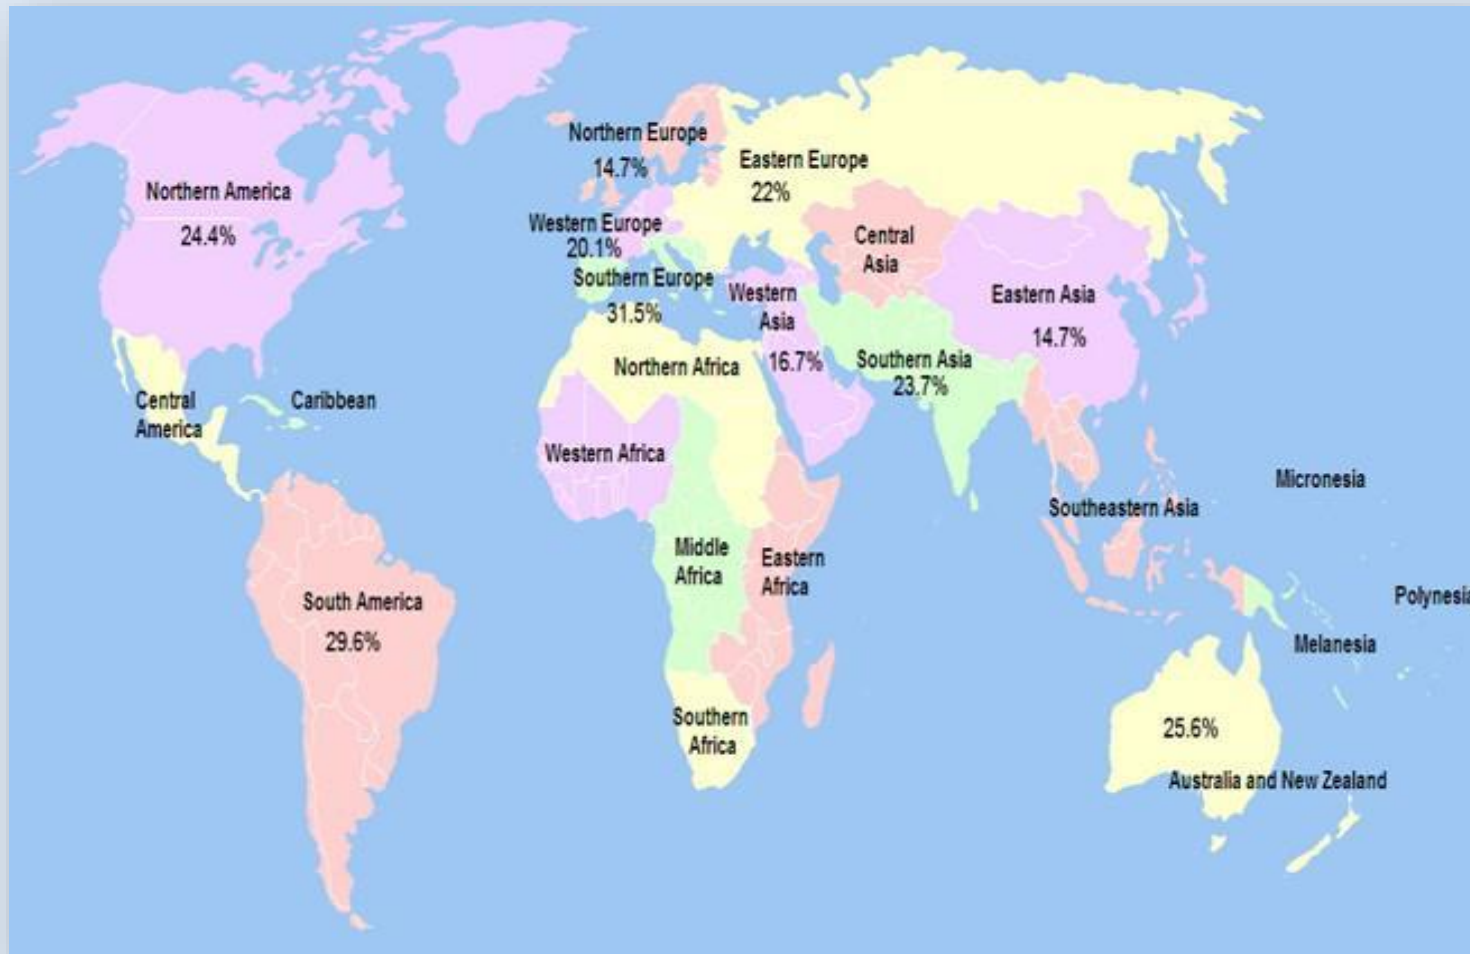 Northern Europe
14.7%
Eastern Europe
22%
Northern America
24.4%
Western Europe
20.1%
Central
Asia
Southern Europe
31.5%
Western
Asia
16.7%
Eastern Asia
14.7%
Southern Asia
23.7%
Northern Africa
Central
America
Caribbean
Western Africa
Micronesia
Southeastern Asia
Middle
Africa
Eastern
Africa
South America
29.6%
Polynesia
Melanesia
Southern
Africa
25.6%
Australia and New Zealand